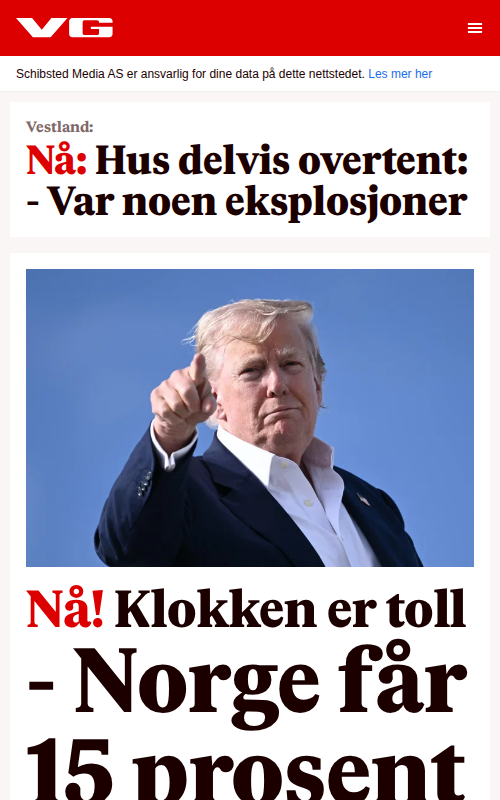 VG
Schibsted Media AS er ansvarlig for dine data på dette nettstedet. Les mer her
Vestland:
Nå: Hus delvis overtent:
- Var noen eksplosjoner
Nå! Klokken er toll
- Norge får
15 prosent